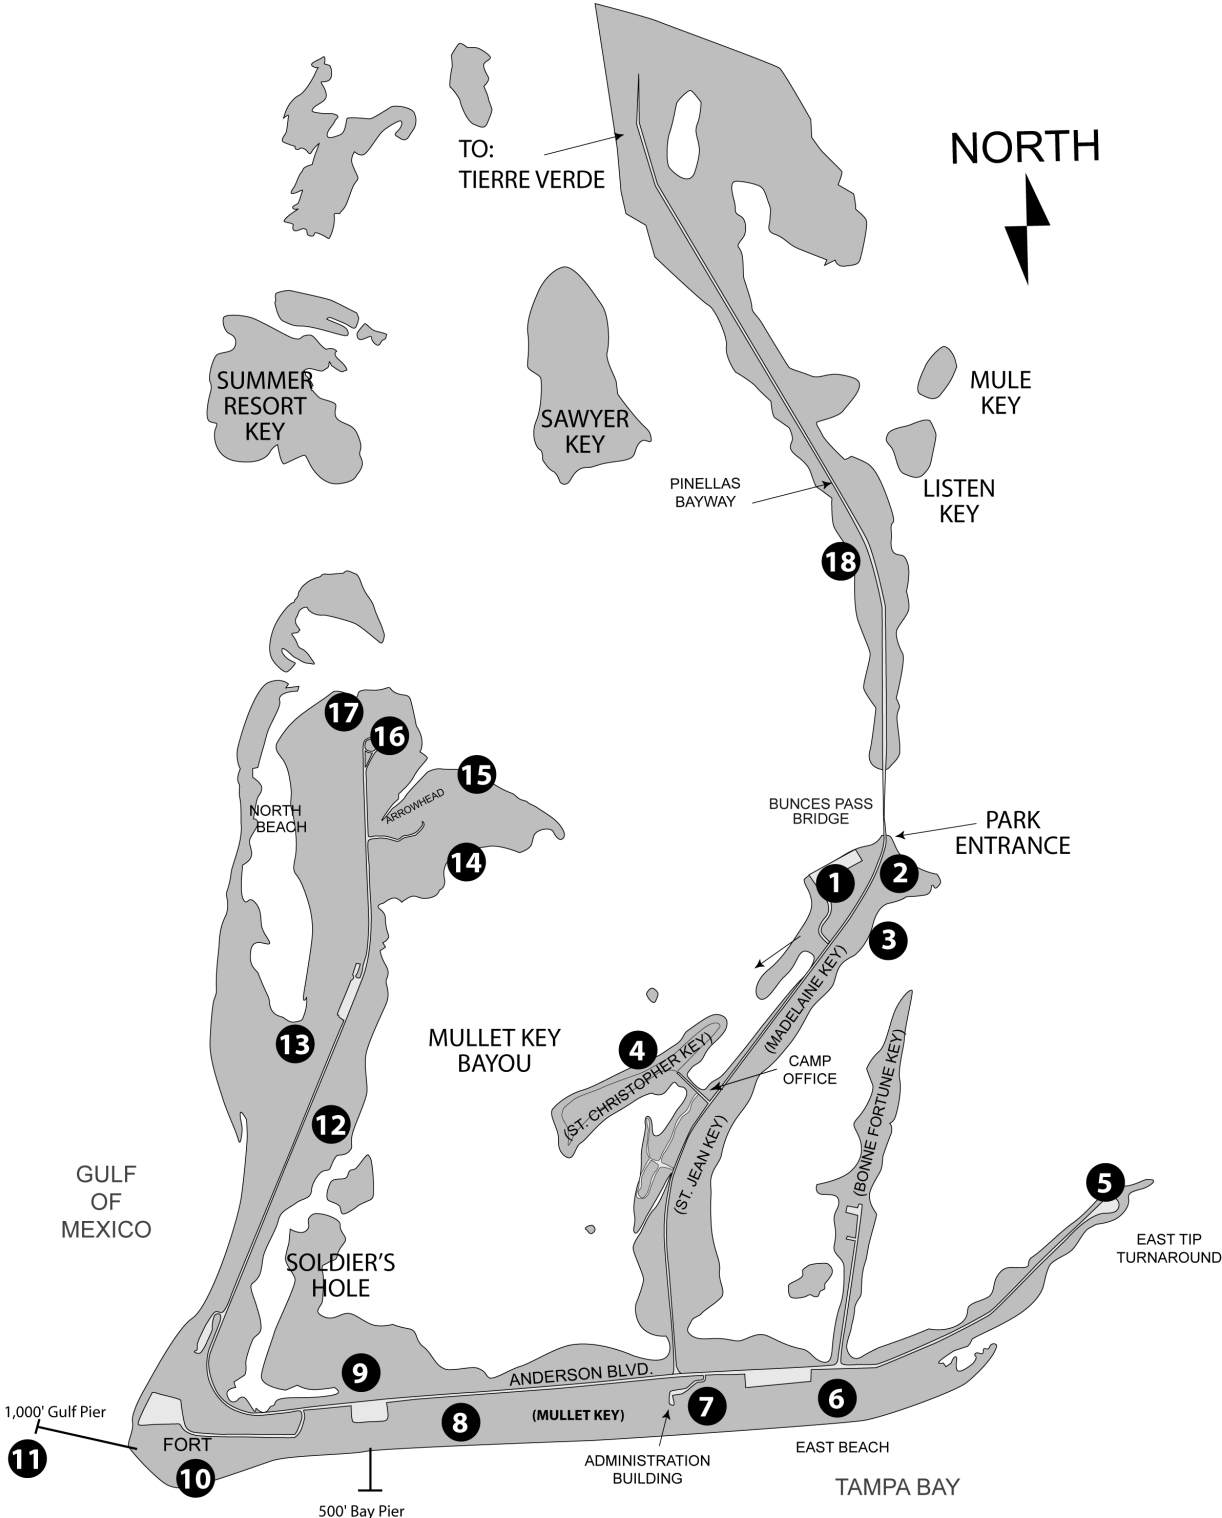 TO:
TIERRE VERDE
NORTH
SUMMER
RESORT
KEY
SAWYER
KEY
MULE
KEY
LISTEN
KEY
PINELLAS
BAYWAY
18
17
16
15
NORTH
BEACH
ARROWHEAD
14
BUNCES PASS
BRIDGE
PARK
ENTRANCE
1
2
3
(MADELAINE KEY)
13
MULLET KEY
BAYOU
4
(ST. CHRISTOPHER KEY)
CAMP
OFFICE
(BONNE FORTUNE KEY)
12
(ST. JEAN KEY)
GULF
OF
MEXICO
5
EAST TIP
TURNAROUND
SOLDIER'S
HOLE
9
ANDERSON BLVD.
8
(MULLET KEY)
7
6
1,000' Gulf Pier
11
FORT
10
ADMINISTRATION
BUILDING
EAST BEACH
TAMPA BAY
500' Bay Pier